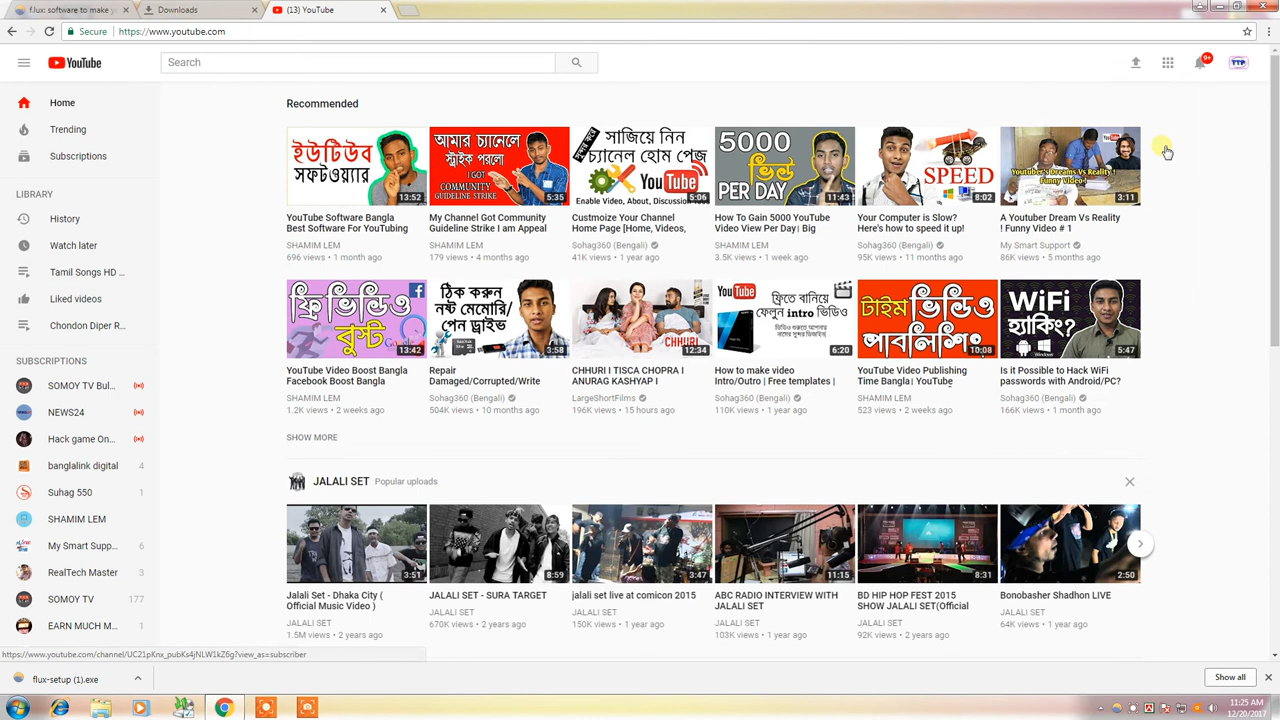 f.lux: software to make yo
Downloads
(13) YouTube
Secure
https://www.youtube.com
YouTube
Search
9+
TTP
Home
Trending
Subscriptions
LIBRARY
History
Watch later
Tamil Songs HD ...
Liked videos
Chondon Diper R...
SUBSCRIPTIONS
SOMOY TV Bul...
NEWS24
Hack game On...
banglalink digital 4
Suhag 550 1
SHAMIM LEM
My Smart Supp... 6
RealTech Master 3
SOMOY TV 177
EARN MUCH M... 1
Recommended
ইউটিউব
সফটওয়্যার
13:52
YouTube Software Bangla
Best Software For YouTubing
SHAMIM LEM
696 views • 1 month ago
আমার চ্যানেলে
স্ট্রাইক পরলো
I GOT
COMMUNITY
GUIDELINE STRIKE
5:35
My Channel Got Community
Guideline Strike I am Appeal
SHAMIM LEM
179 views • 4 months ago
সাজিয়ে নিন
চ্যানেল হোম পেজ
YouTube
Enable Video, About, Discussion
5:06
Custmoize Your Channel
Home Page [Home, Videos,
Sohag360 (Bengali)
41K views • 1 year ago
5000
ভিউ
PER DAY
11:43
How To Gain 5000 YouTube
Video View Per Day| Big
SHAMIM LEM
3.5K views • 1 week ago
SPEED
8:02
Your Computer is Slow?
Here's how to speed it up!
Sohag360 (Bengali)
95K views • 11 months ago
YouTube
Youtuber's Dreams Vs Reality !
Funny Video !
3:11
A Youtuber Dream Vs Reality
! Funny Video # 1
My Smart Support
86K views • 5 months ago
ফ্রি ভিডিও
বুস্ট
13:42
YouTube Video Boost Bangla
Facebook Boost Bangla
SHAMIM LEM
1.2K views • 2 weeks ago
ঠিক করুন
নষ্ট মেমোরি/
পেন ড্রাইভ
3:58
Repair
Damaged/Corrupted/Write
Sohag360 (Bengali)
504K views • 10 months ago
CHHURI
12:34
CHHURI I TISCA CHOPRA I
ANURAG KASHYAP I
LargeShortFilms
196K views • 15 hours ago
YouTube
ফ্রিতে বানিয়ে
ফেলুন intro ভিডিও
6:20
How to make video
Intro/Outro | Free templates |
Sohag360 (Bengali)
110K views • 1 year ago
টাইম ভিডিও
পাবলিশিং
10:08
YouTube Video Publishing
Time Bangla| YouTube
SHAMIM LEM
523 views • 2 weeks ago
WiFi
হ্যাকিং?
Android
Windows
5:47
Is it Possible to Hack WiFi
passwords with Android/PC?
Sohag360 (Bengali)
166K views • 1 month ago
SHOW MORE
JALALI SET Popular uploads
3:51
Jalali Set - Dhaka City (
Official Music Video )
JALALI SET
1.5M views • 2 years ago
8:59
JALALI SET - SURA TARGET
JALALI SET
670K views • 2 years ago
3:47
jalali set live at comicon 2015
JALALI SET
150K views • 1 year ago
11:15
ABC RADIO INTERVIEW WITH
JALALI SET
JALALI SET
103K views • 1 year ago
8:31
BD HIP HOP FEST 2015
SHOW JALALI SET(Official
JALALI SET
92K views • 2 years ago
2:50
Bonobasher Shadhon LIVE
JALALI SET
64K views • 1 year ago
https://www.youtube.com/channel/UC21pKnx_pubKs4jNLW1kZ6g?view_as=subscriber
flux-setup (1).exe
Show all
11:25 AM
12/20/2017